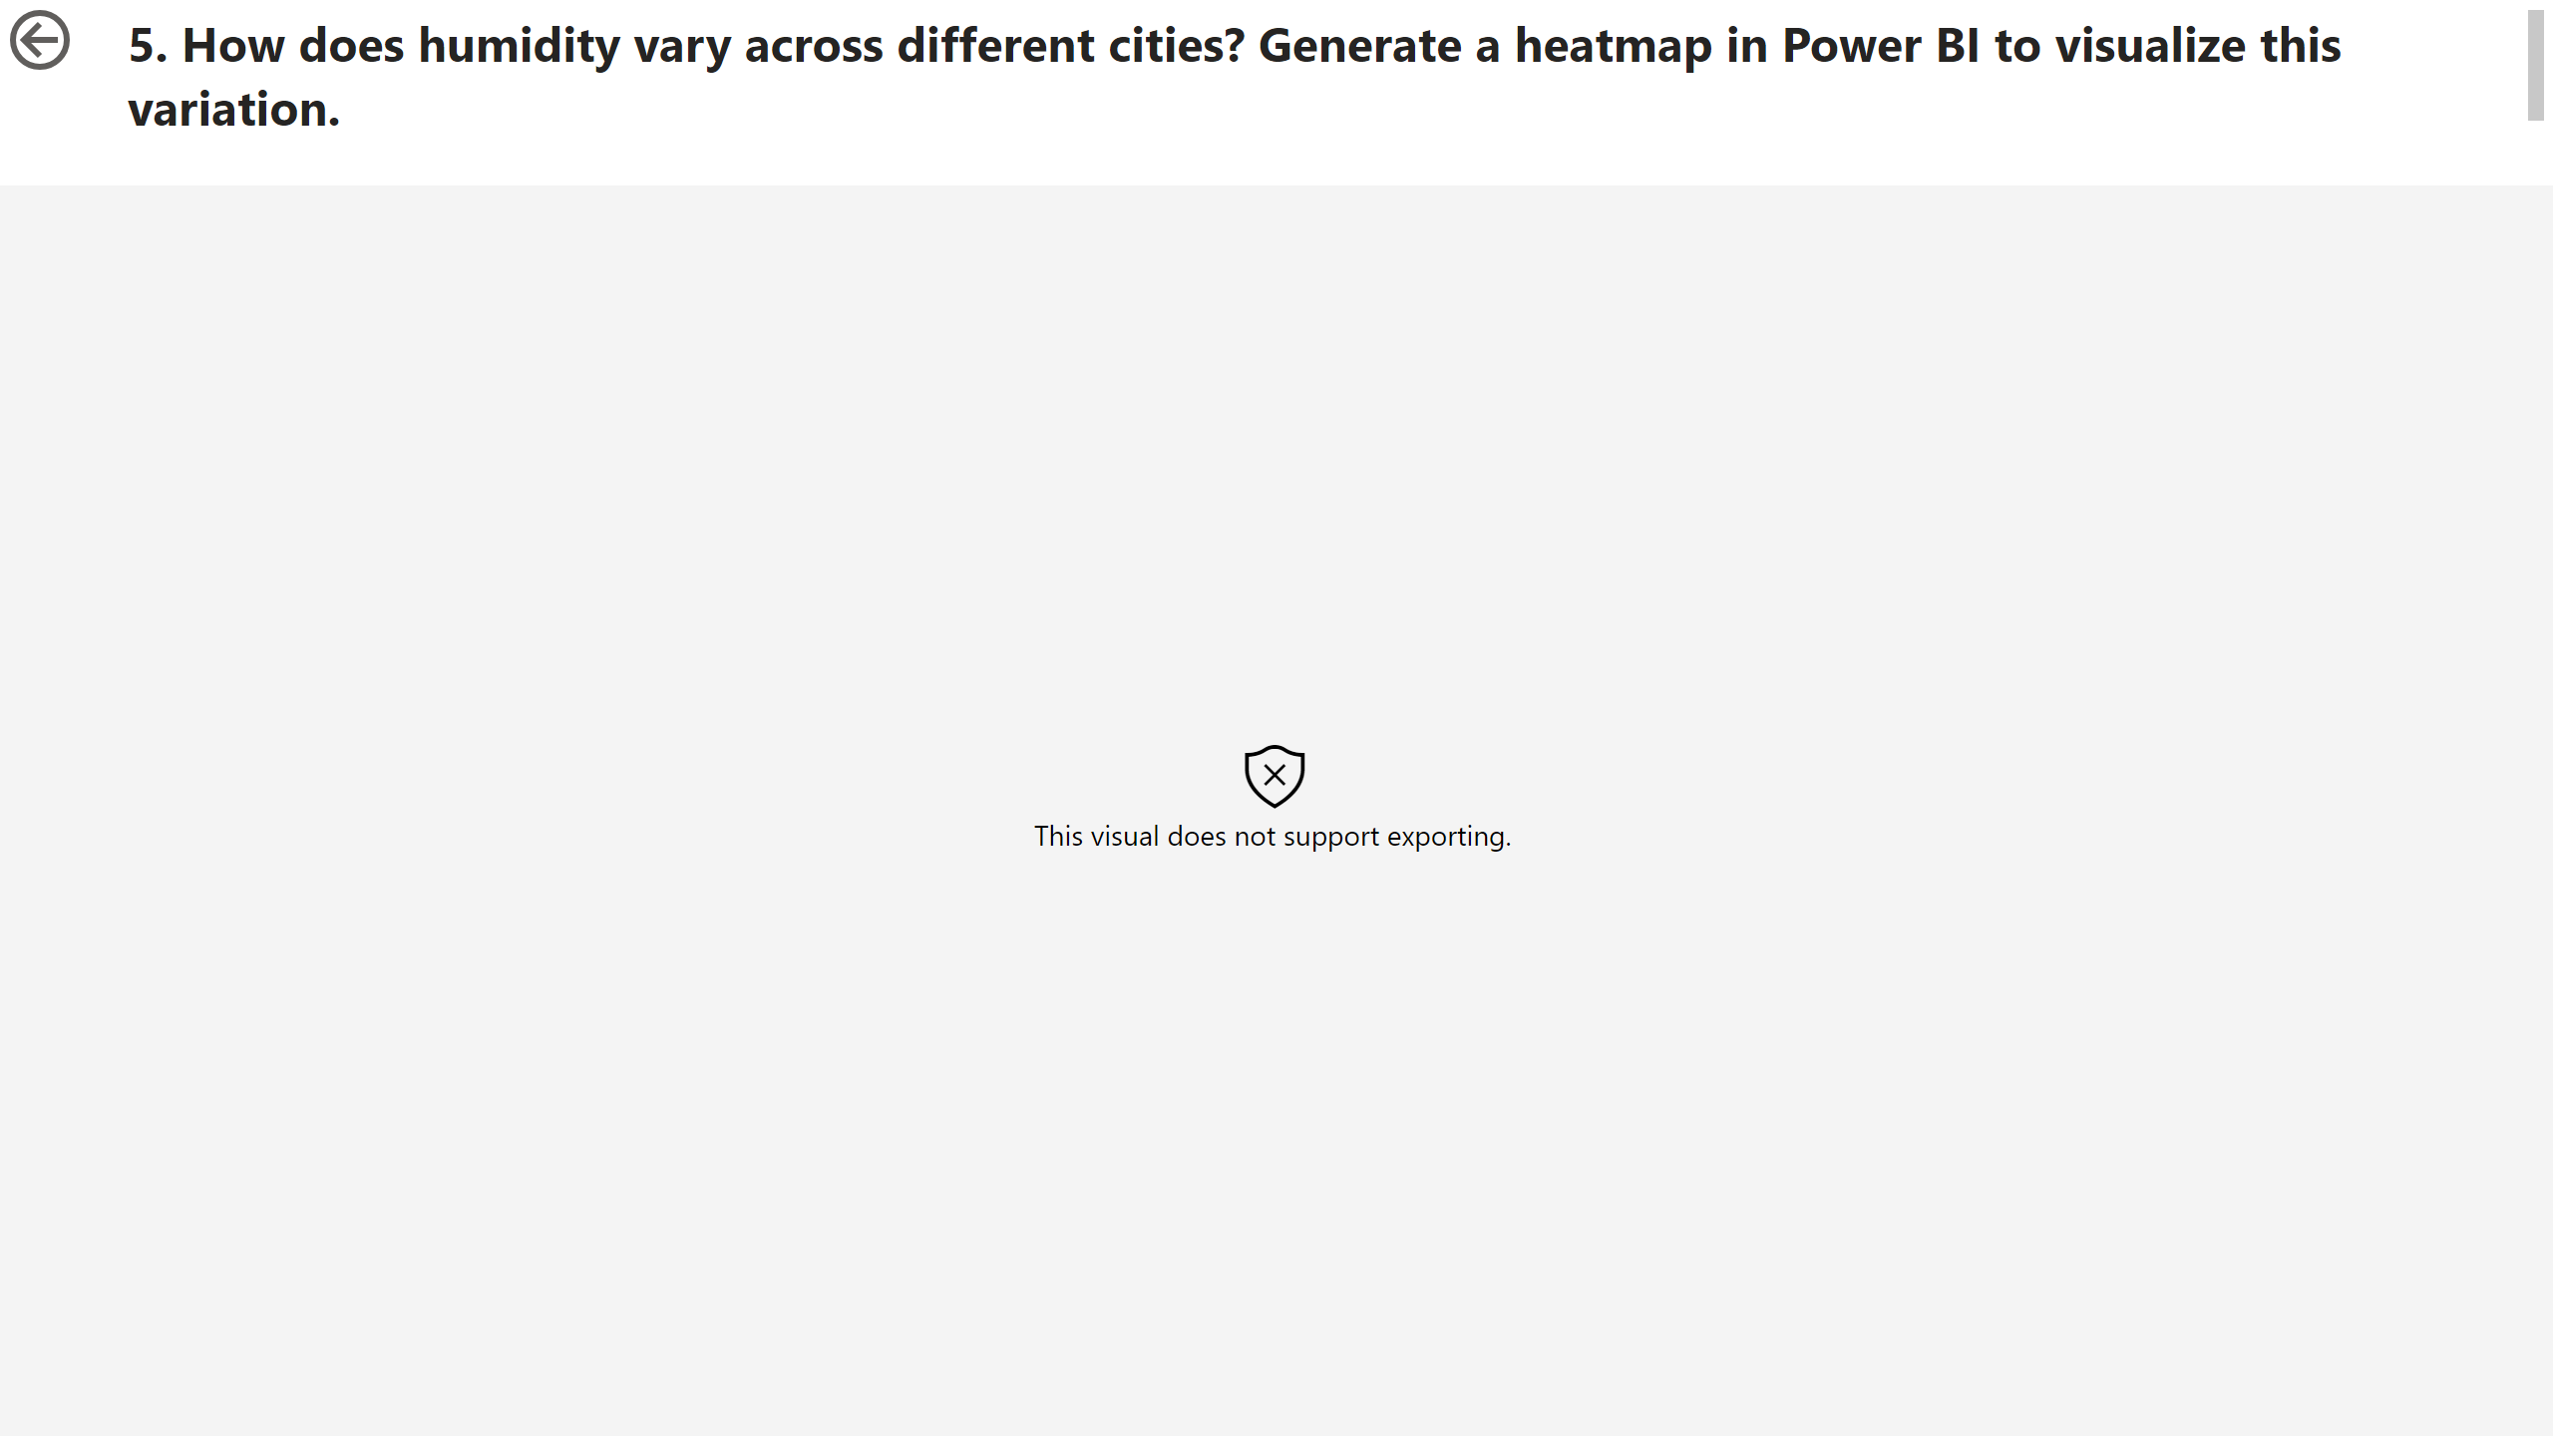 5. How does humidity vary across different cities? Generate a heatmap in Power BI to visualize this
variation.
This visual does not support exporting.